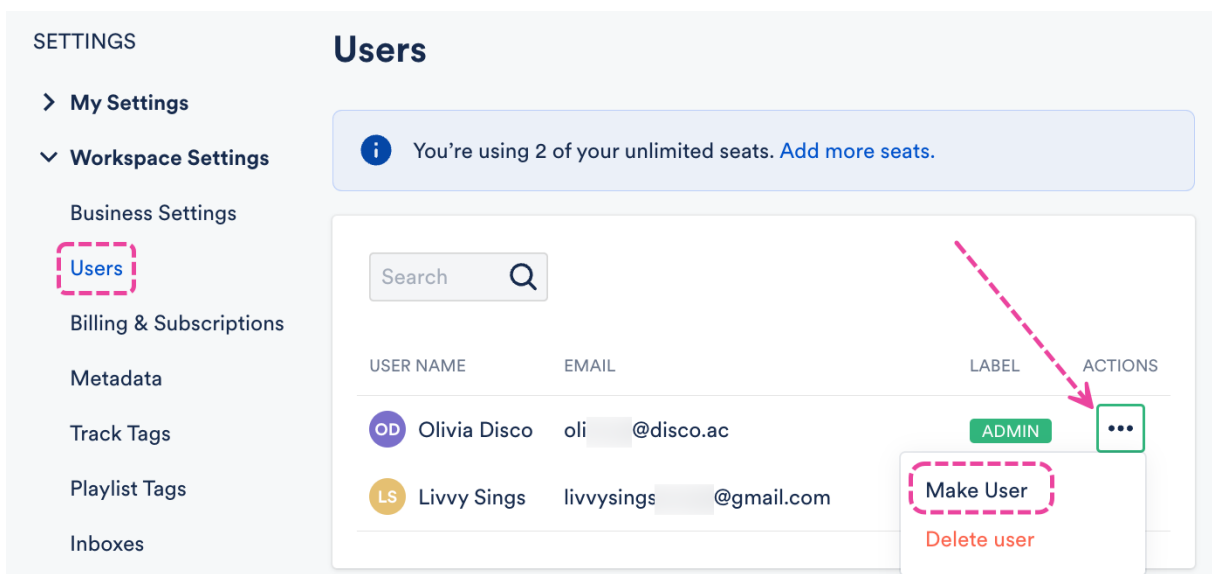 SETTINGS
My Settings
Workspace Settings
Business Settings
Users
Billing & Subscriptions
Metadata
Track Tags
Playlist Tags
Inboxes
Users
You’re using 2 of your unlimited seats. Add more seats.
Search
USER NAME EMAIL LABEL ACTIONS
OD Olivia Disco oli @disco.ac ADMIN
LS Livvy Sings livvysings @gmail.com
Make User
Delete user